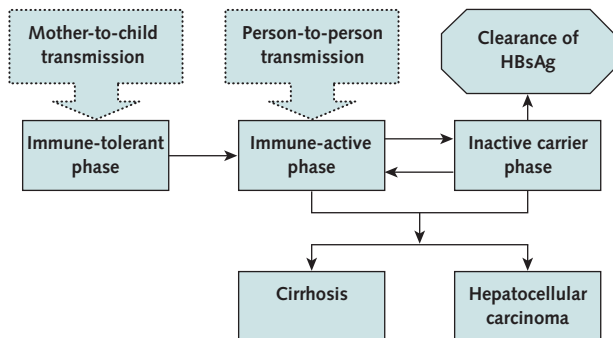 Mother-to-child
transmission
Person-to-person
transmission
Clearance of
HBsAg
Immune-tolerant
phase
Immune-active
phase
Inactive carrier
phase
Cirrhosis
Hepatocellular
carcinoma